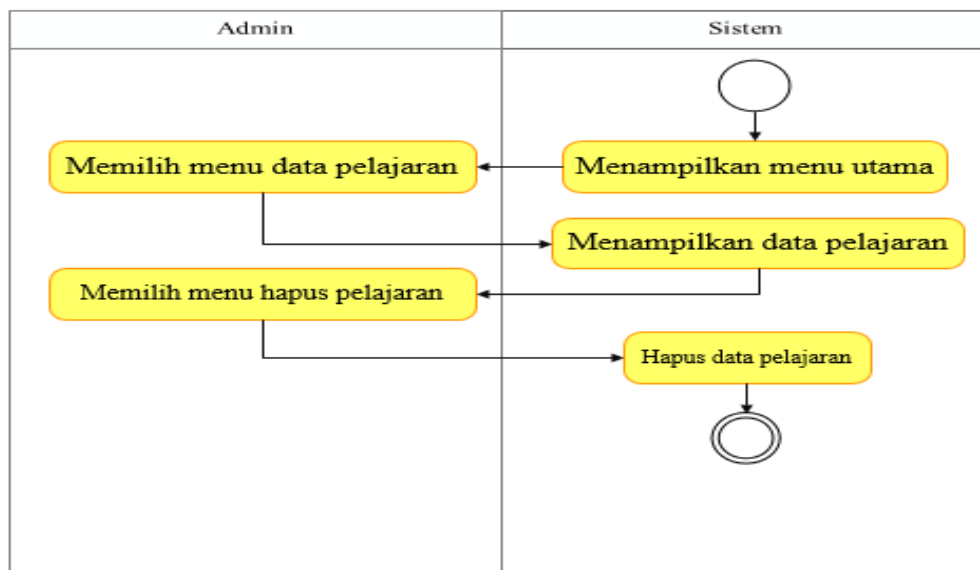 Admin
Sistem
Memilih menu data pelajaran
Menampilkan menu utama
Menampilkan data pelajaran
Memilih menu hapus pelajaran
Hapus data pelajaran